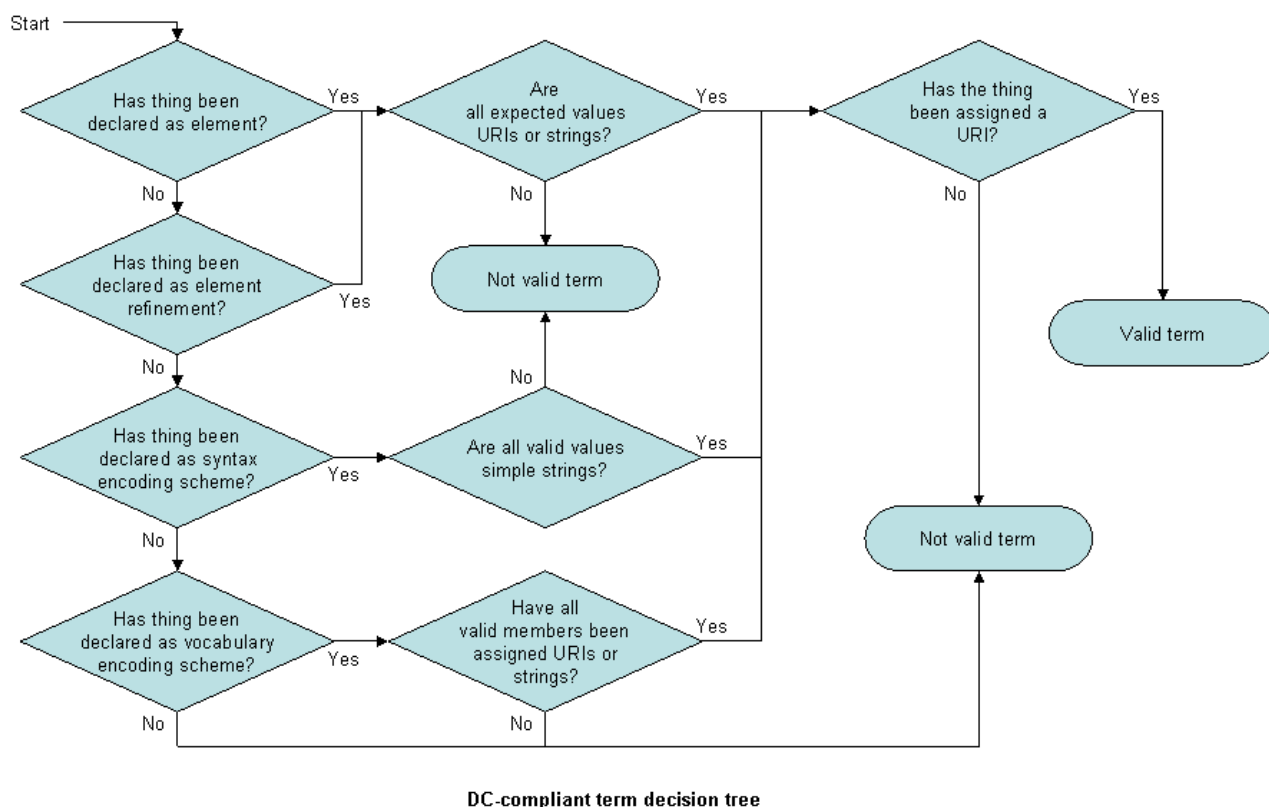 Start
Has thing been
declared as element?
Yes
No
Are
all expected values
URIs or strings?
Yes
No
Has the thing
been assigned a
URI?
Yes
No
Has thing been
declared as element
refinement?
Yes
No
Not valid term
Valid term
Has thing been
declared as syntax
encoding scheme?
Yes
No
Are all valid values
simple strings?
No
Yes
Not valid term
Has thing been
declared as vocabulary
encoding scheme?
Yes
No
Have all
valid members been
assigned URIs or
strings?
Yes
No
DC-compliant term decision tree